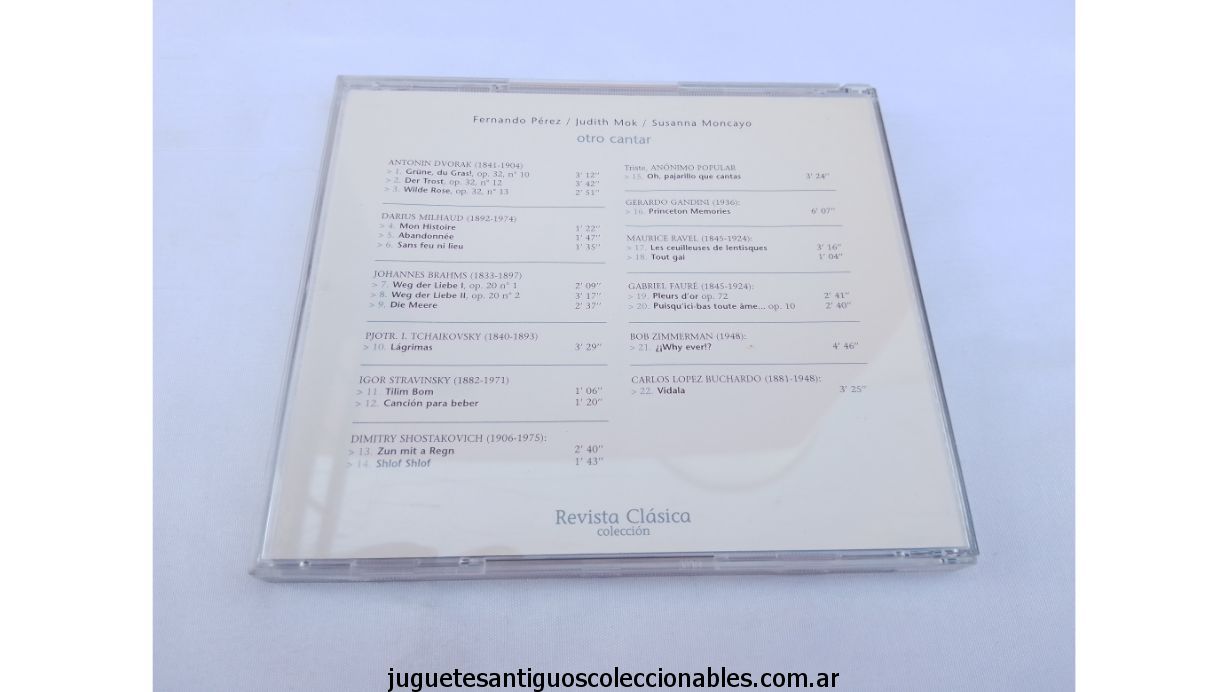 Fernando Pérez / Judith Mok / Susanna Moncayo
otro cantar
ANTONIN DVORAK (1841-1904)
> 1. Grüne, du Gras!, op. 32, n° 10 3' 12"
> 2. Der Trost, op. 32, n° 12 3' 42"
> 3. Wilde Rose, op. 32, n° 13 2' 51"
DARIUS MILHAUD (1892-1974)
> 4. Mon Histoire 1' 22"
> 5. Abandonnée 1' 47"
> 6. Sans feu ni lieu 1' 35"
JOHANNES BRAHMS (1833-1897)
> 7. Weg der Liebe I, op. 20 n° 1 2' 09"
> 8. Weg der Liebe II, op. 20 n° 2 3' 17"
> 9. Die Meere 2' 37"
PJOTR. I. TCHAIKOVSKY (1840-1893)
> 10. Lágrimas 3' 29"
IGOR STRAVINSKY (1882-1971)
> 11. Tilim Bom 1' 06"
> 12. Canción para beber 1' 20"
DIMITRY SHOSTAKOVICH (1906-1975):
> 13. Zun mit a Regn 2' 40"
> 14. Shlof Shlof 1' 43"
Triste, ANÓNIMO POPULAR
> 15. Oh, pajarillo que cantas 3' 24"
GERARDO GANDINI (1936):
> 16. Princeton Memories 6' 07"
MAURICE RAVEL (1845-1924):
> 17. Les ceuilleuses de lentisques 3' 16"
> 18. Tout gai 1' 04"
GABRIEL FAURÉ (1845-1924):
> 19. Pleurs d'or op. 72 2' 41"
> 20. Puisqu'ici-bas toute àme... op. 10 2' 40"
BOB ZIMMERMAN (1948):
> 21. ¿¡Why ever!? 4' 46"
CARLOS LOPEZ BUCHARDO (1881-1948):
> 22. Vidala 3' 25"
Revista Clásica
colección
juguetesantiguoscoleccionables.com.ar